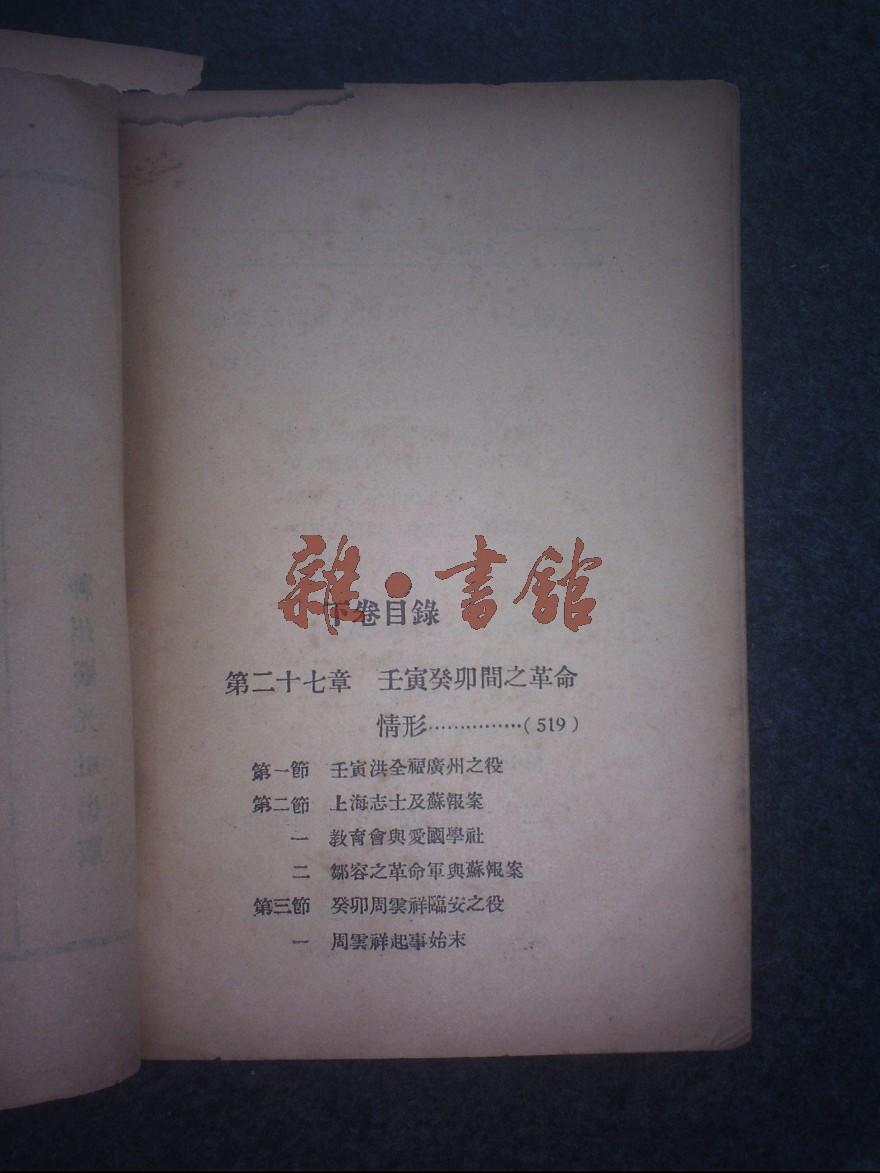 雜·書館
下卷目錄
第二十七章 壬寅癸卯間之革命
情形……………(519)
第一節 壬寅洪全福廣州之役
第二節 上海志士及蘇報案
一 教育會與愛國學社
二 鄒容之革命軍與蘇報案
第三節 癸卯周雲祥臨安之役
一 周雲祥起事始末